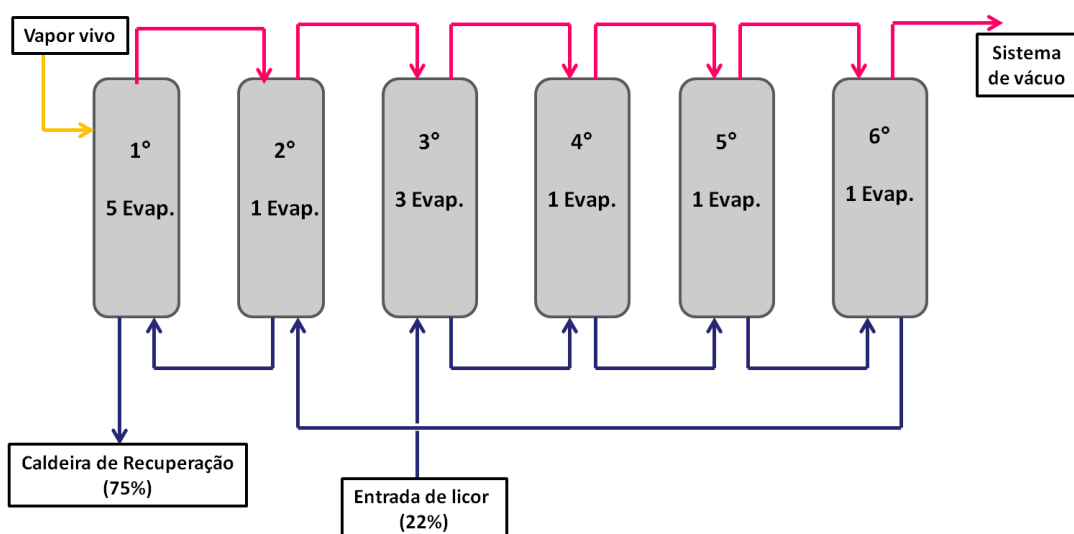 Vapor vivo
Sistema
de vácuo
1°
5 Evap.
2°
1 Evap.
3°
3 Evap.
4°
1 Evap.
5°
1 Evap.
6°
1 Evap.
Caldeira de Recuperação
(75%)
Entrada de licor
(22%)